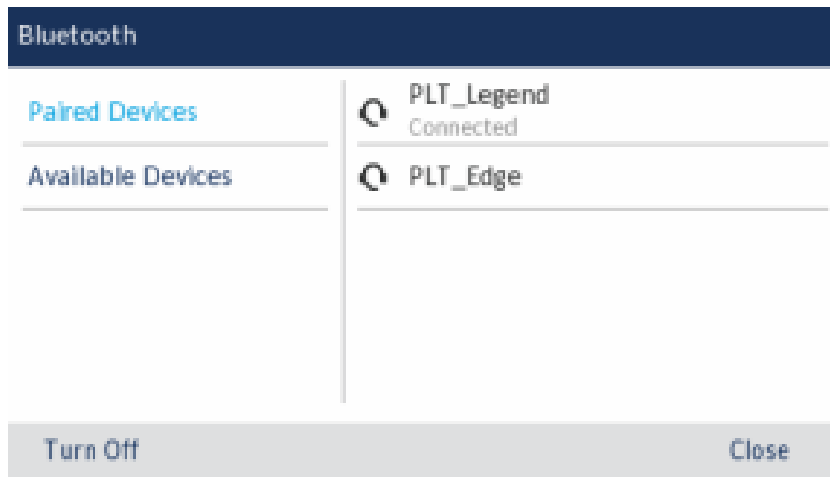 Bluetooth
Paired Devices
Available Devices
PLT_Legend
Connected
PLT_Edge
Turn Off
Close